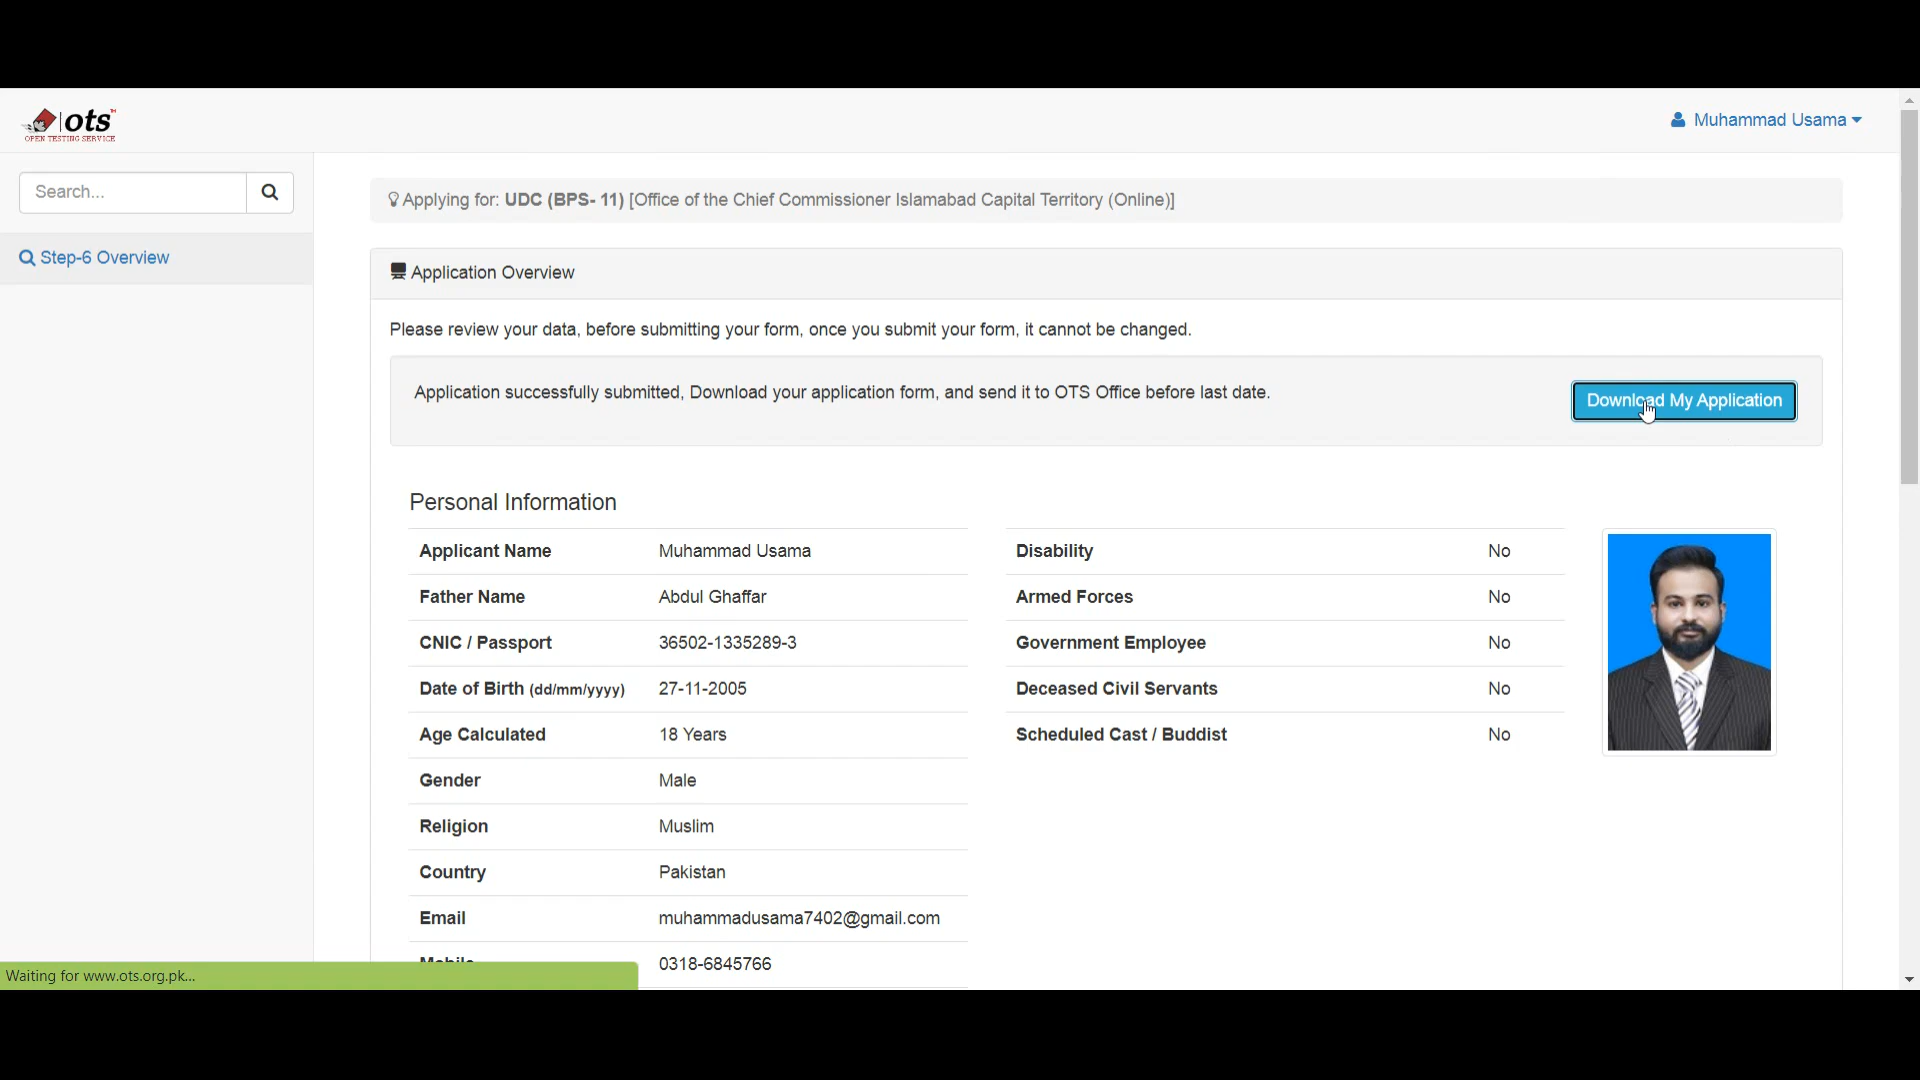 ots
OPEN TESTING SERVICE
Muhammad Usama
Search...
Step-6 Overview
Applying for: UDC (BPS- 11) [Office of the Chief Commissioner Islamabad Capital Territory (Online)]
Application Overview
Please review your data, before submitting your form, once you submit your form, it cannot be changed.
Application successfully submitted, Download your application form, and send it to OTS Office before last date.
Download My Application
Personal Information
Applicant Name Muhammad Usama
Father Name Abdul Ghaffar
CNIC / Passport 36502-1335289-3
Date of Birth (dd/mm/yyyy) 27-11-2005
Age Calculated 18 Years
Gender Male
Religion Muslim
Country Pakistan
Email muhammadusama7402@gmail.com
Mobile 0318-6845766
Disability No
Armed Forces No
Government Employee No
Deceased Civil Servants No
Scheduled Cast / Buddist No
Waiting for www.ots.org.pk...